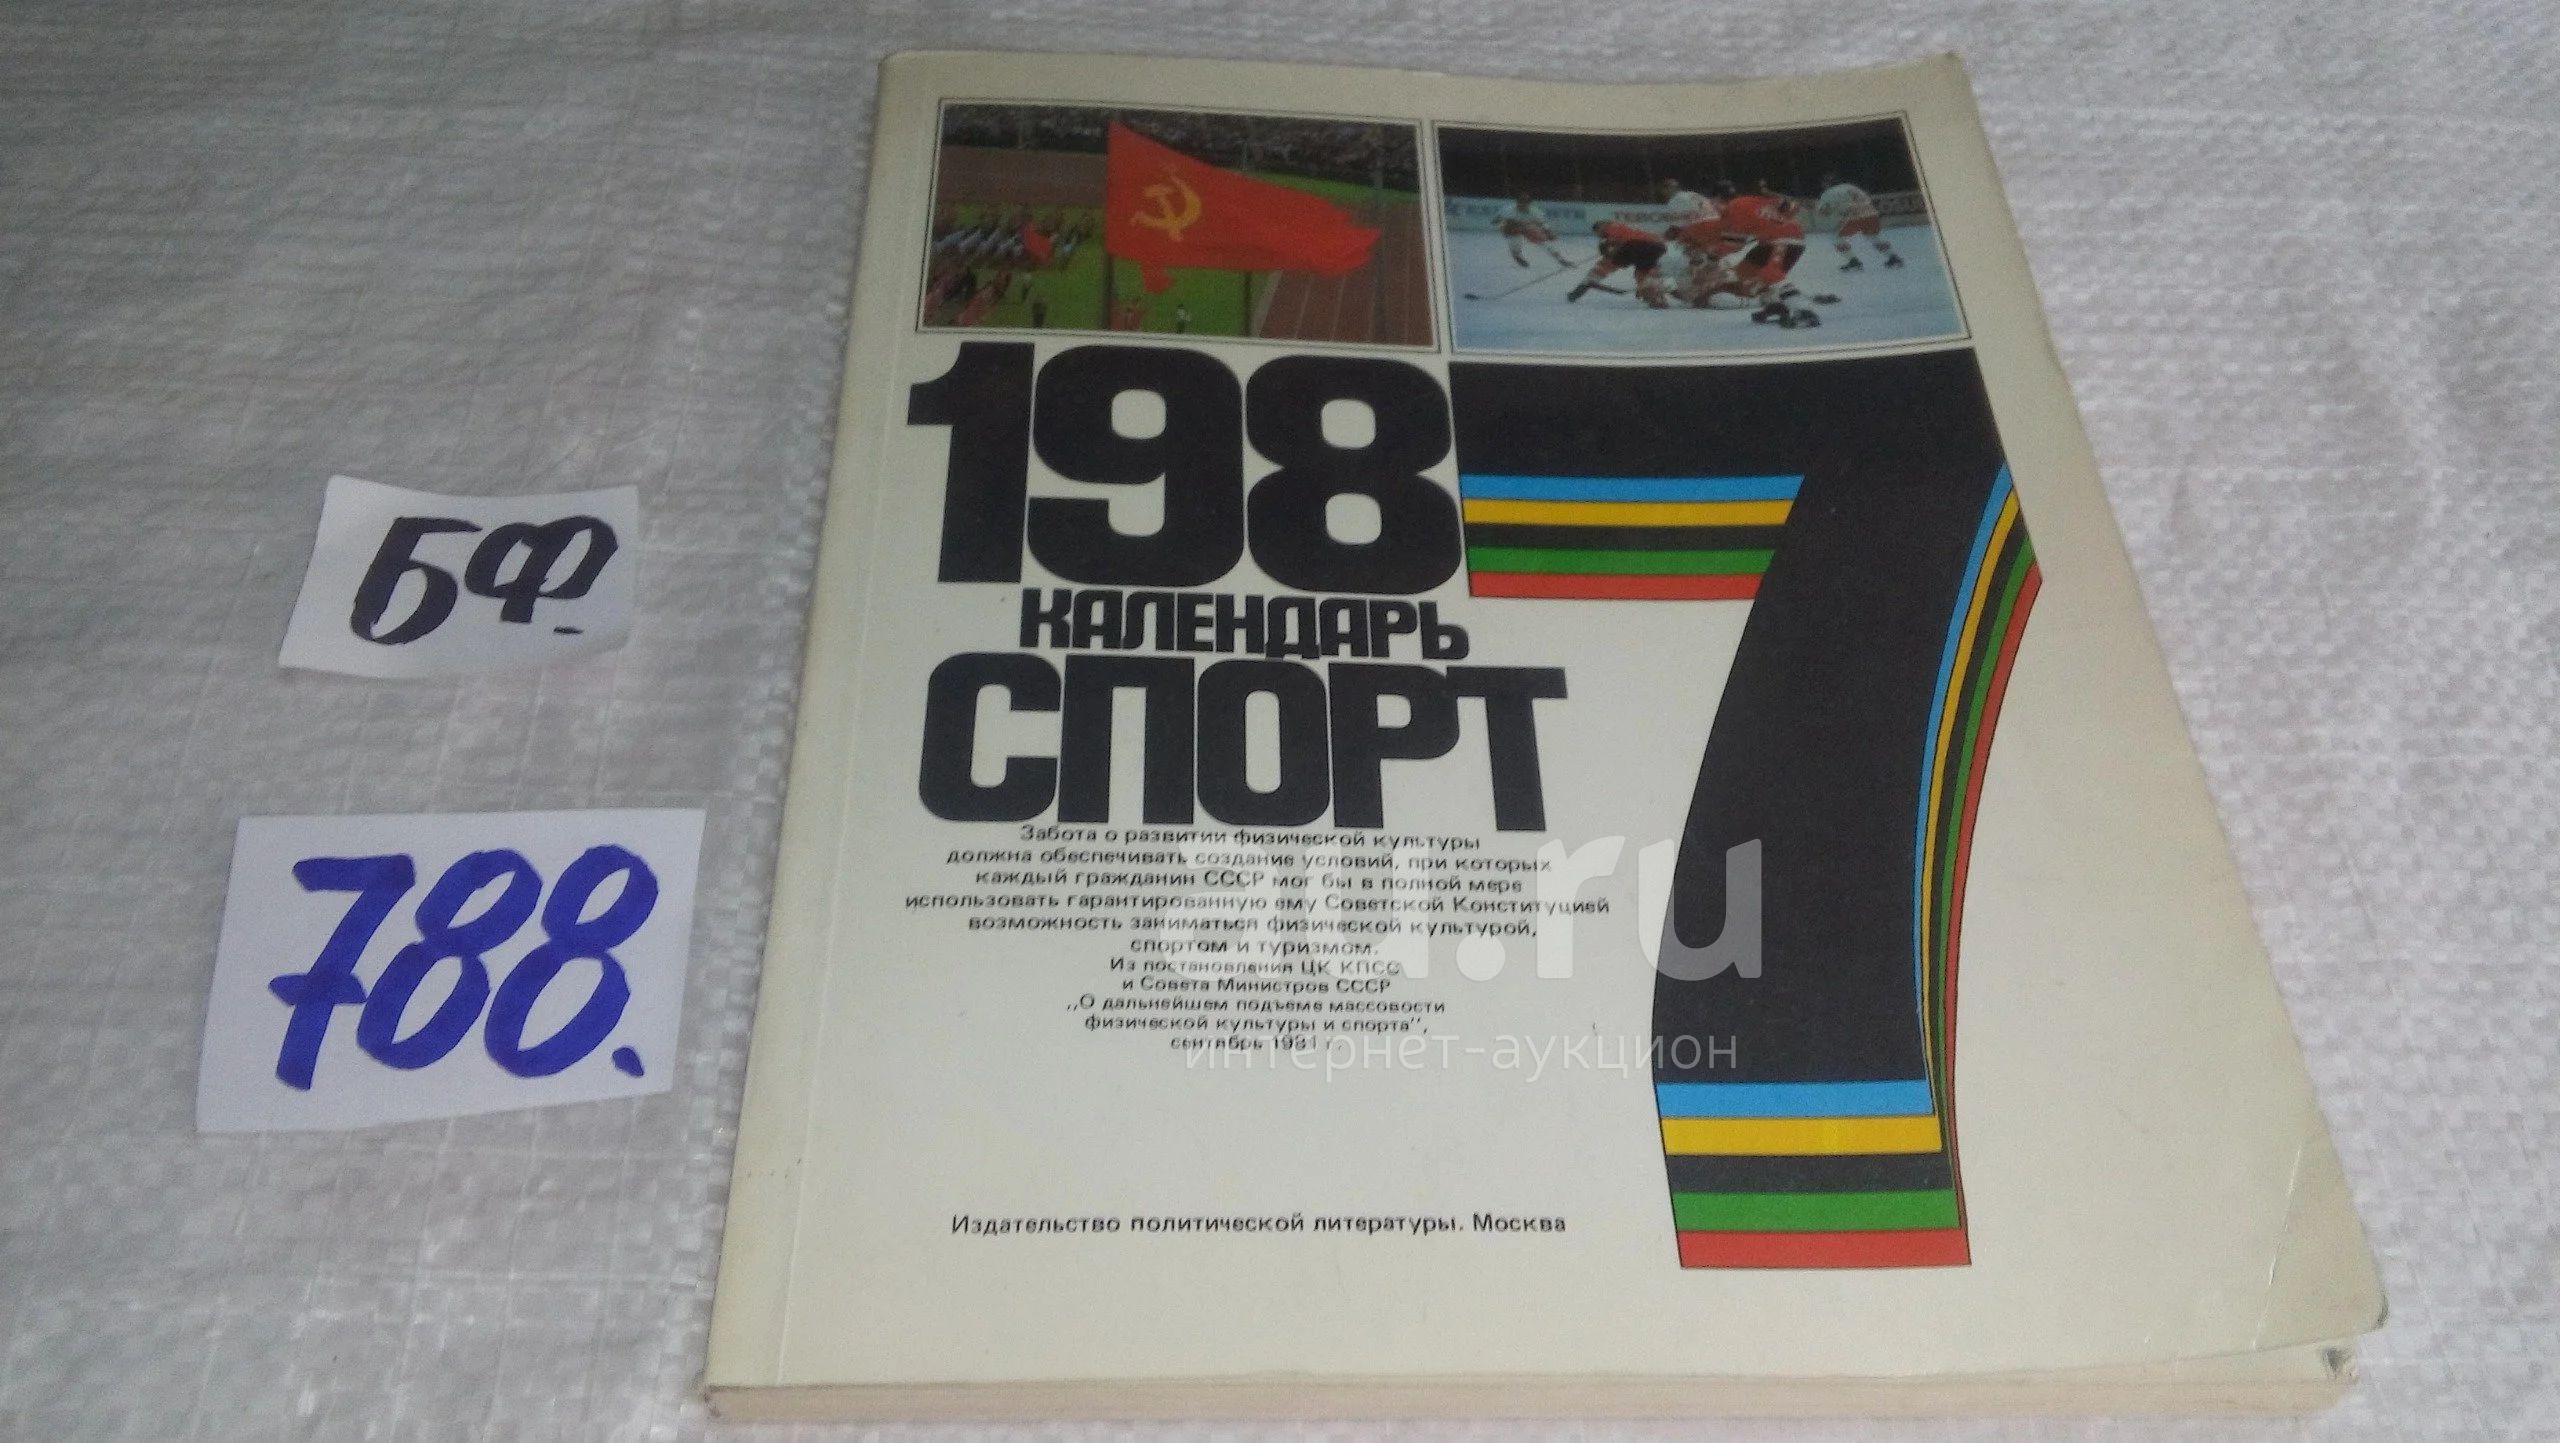 БФ.
788.
1987
КАЛЕНДАРЬ
СПОРТ
Забота о развитии физической культуры
должна обеспечивать создание условий, при которых
каждый гражданин СССР мог бы в полной мере
использовать гарантированную ему Советской Конституцией
возможность заниматься физической культурой,
спортом и туризмом.
Из постановления ЦК КПСС
и Совета Министров СССР
„О дальнейшем подъеме массовости
физической культуры и спорта",
сентябрь 1981 г.
Издательство политической литературы. Москва
.ru
интернет-аукцион